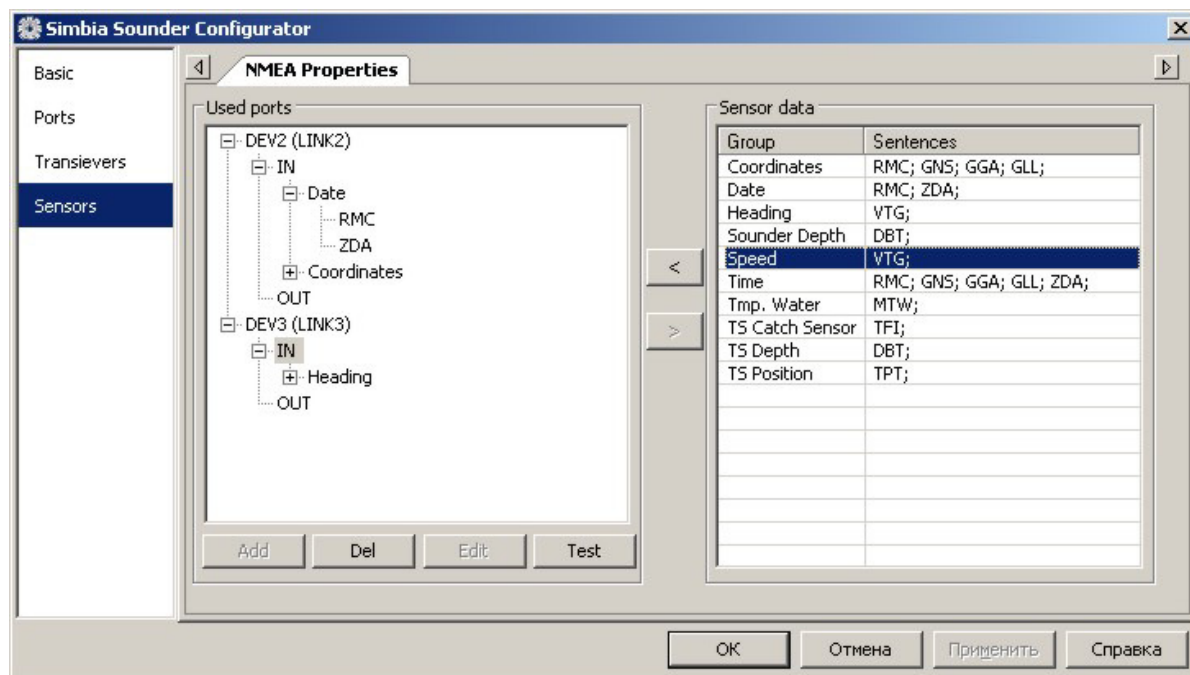 Simbia Sounder Configurator
Basic
Ports
Transievers
Sensors
NMEA Properties
Used ports
DEV2 (LINK2)
IN
Date
RMC
ZDA
Coordinates
OUT
DEV3 (LINK3)
IN
Heading
OUT
Add Del Edit Test
<
>
Sensor data
Group Sentences
Coordinates RMC; GNS; GGA; GLL;
Date RMC; ZDA;
Heading VTG;
Sounder Depth DBT;
Speed VTG;
Time RMC; GNS; GGA; GLL; ZDA;
Tmp. Water MTW;
TS Catch Sensor TFI;
TS Depth DBT;
TS Position TPT;
ОК Отмена Применить Справка